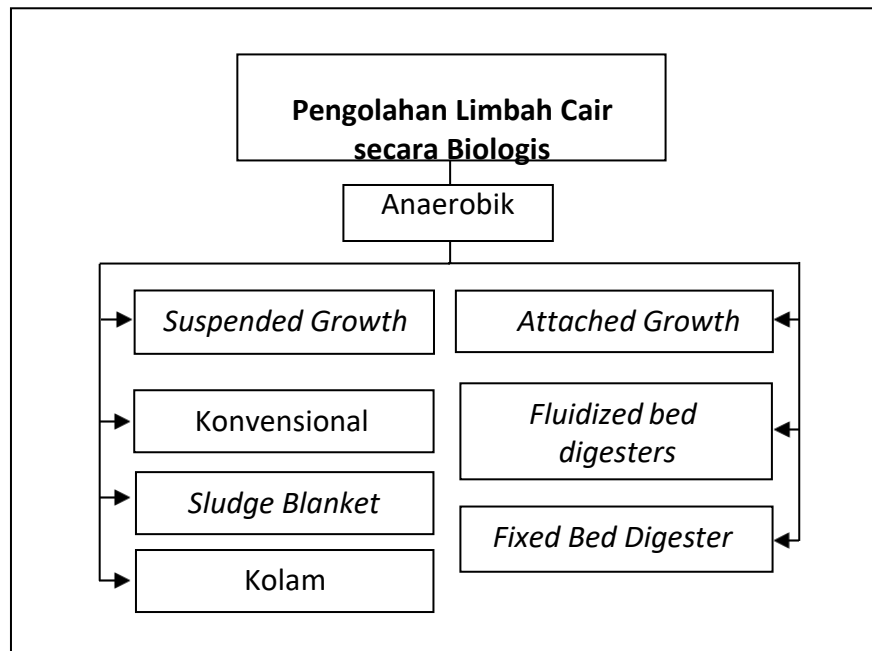 Pengolahan Limbah Cair
secara Biologis
Anaerobik
Suspended Growth
Konvensional
Sludge Blanket
Kolam
Attached Growth
Fluidized bed
digesters
Fixed Bed Digester